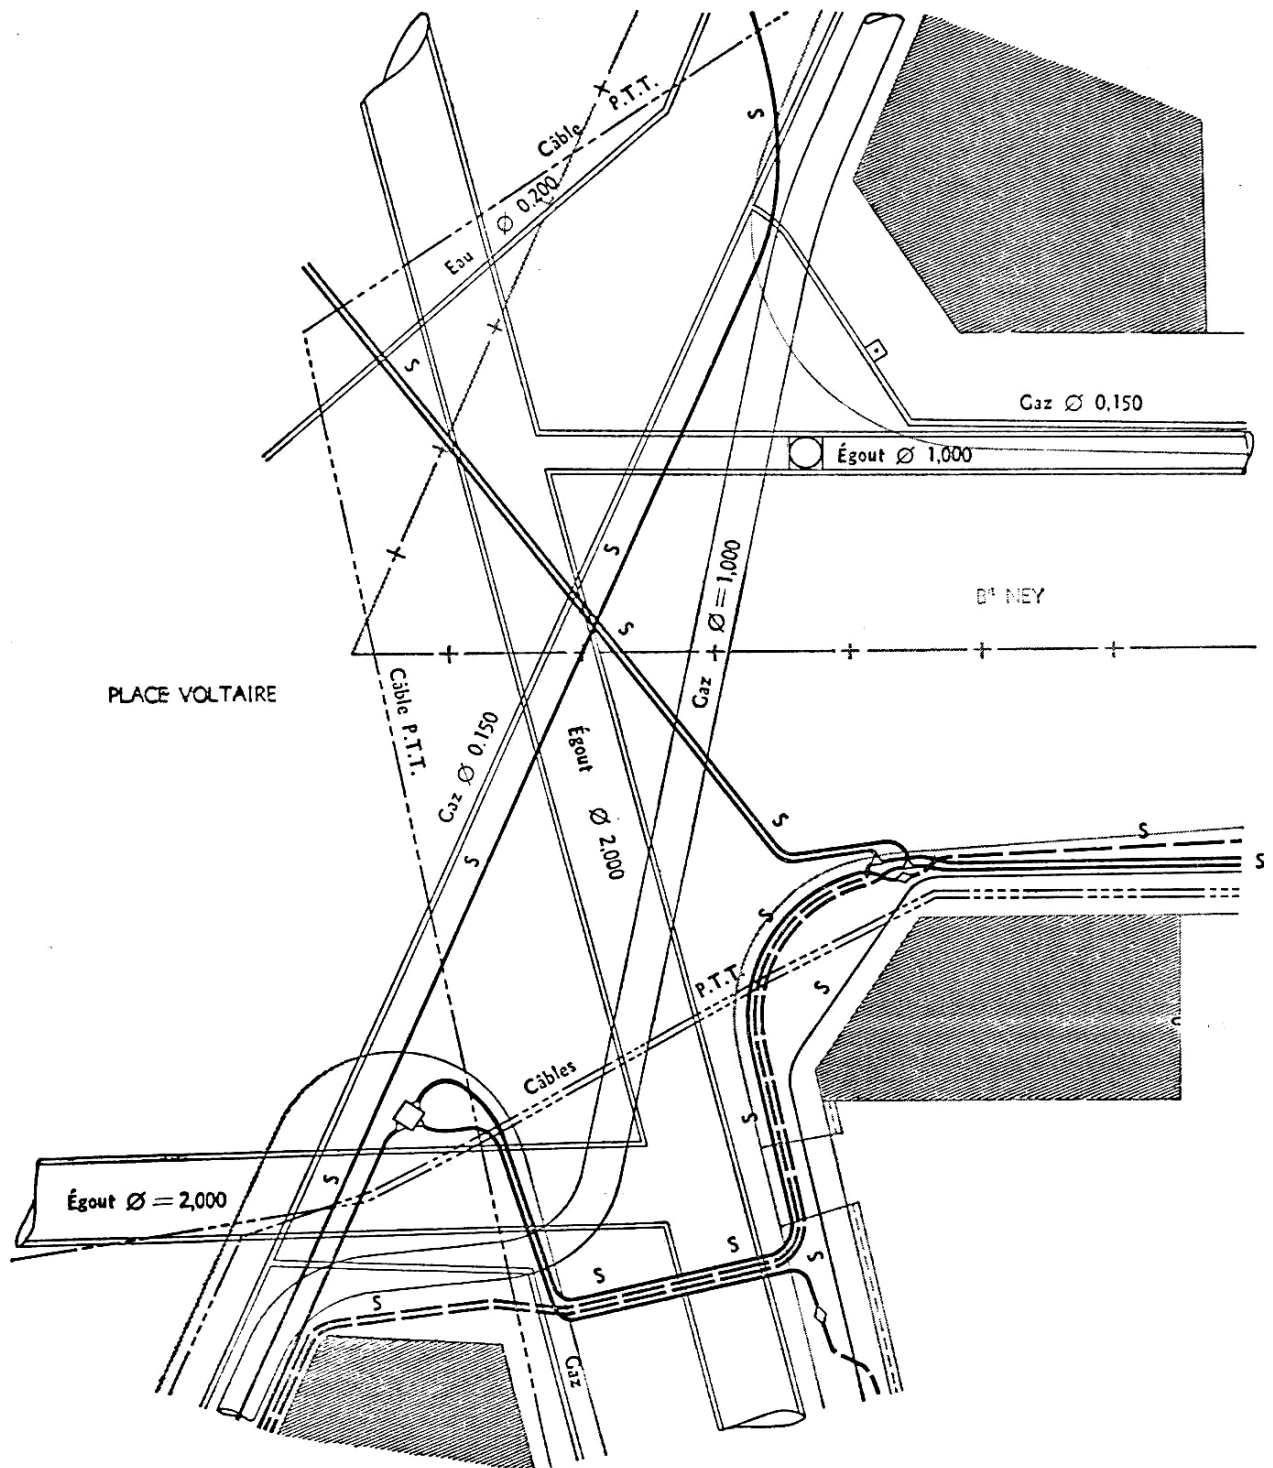 P.T.T.
S
Câble
Ø 0.200
Eau
S
Gaz Ø 0,150
Égout Ø 1,000
S
Gaz Ø = 1,000
Bd NEY
S
PLACE VOLTAIRE
Câble P.T.T.
Gaz Ø 0.150
Égout Ø 2,000
S
S
S
S
S
P.T.T.
S
Câbles
S
S
Égout Ø = 2,000
S
S
S
S
Gaz